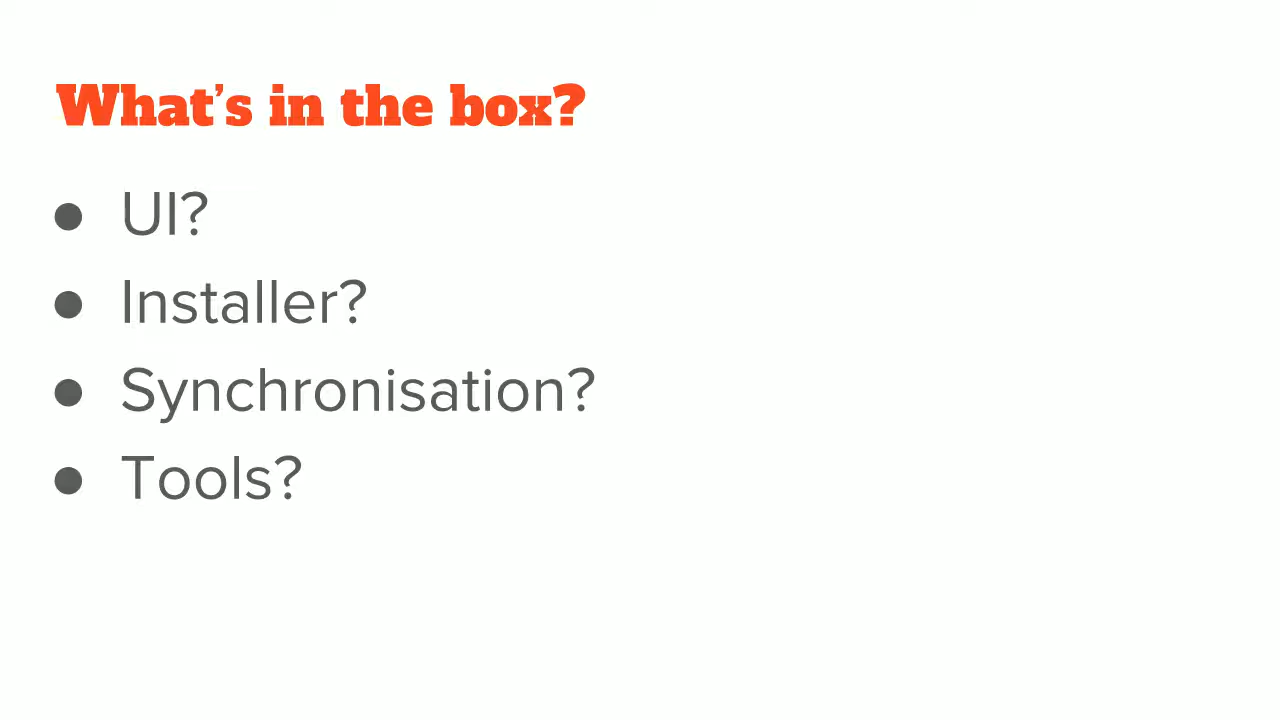 What's in the box?
● UI?
● Installer?
● Synchronisation?
● Tools?